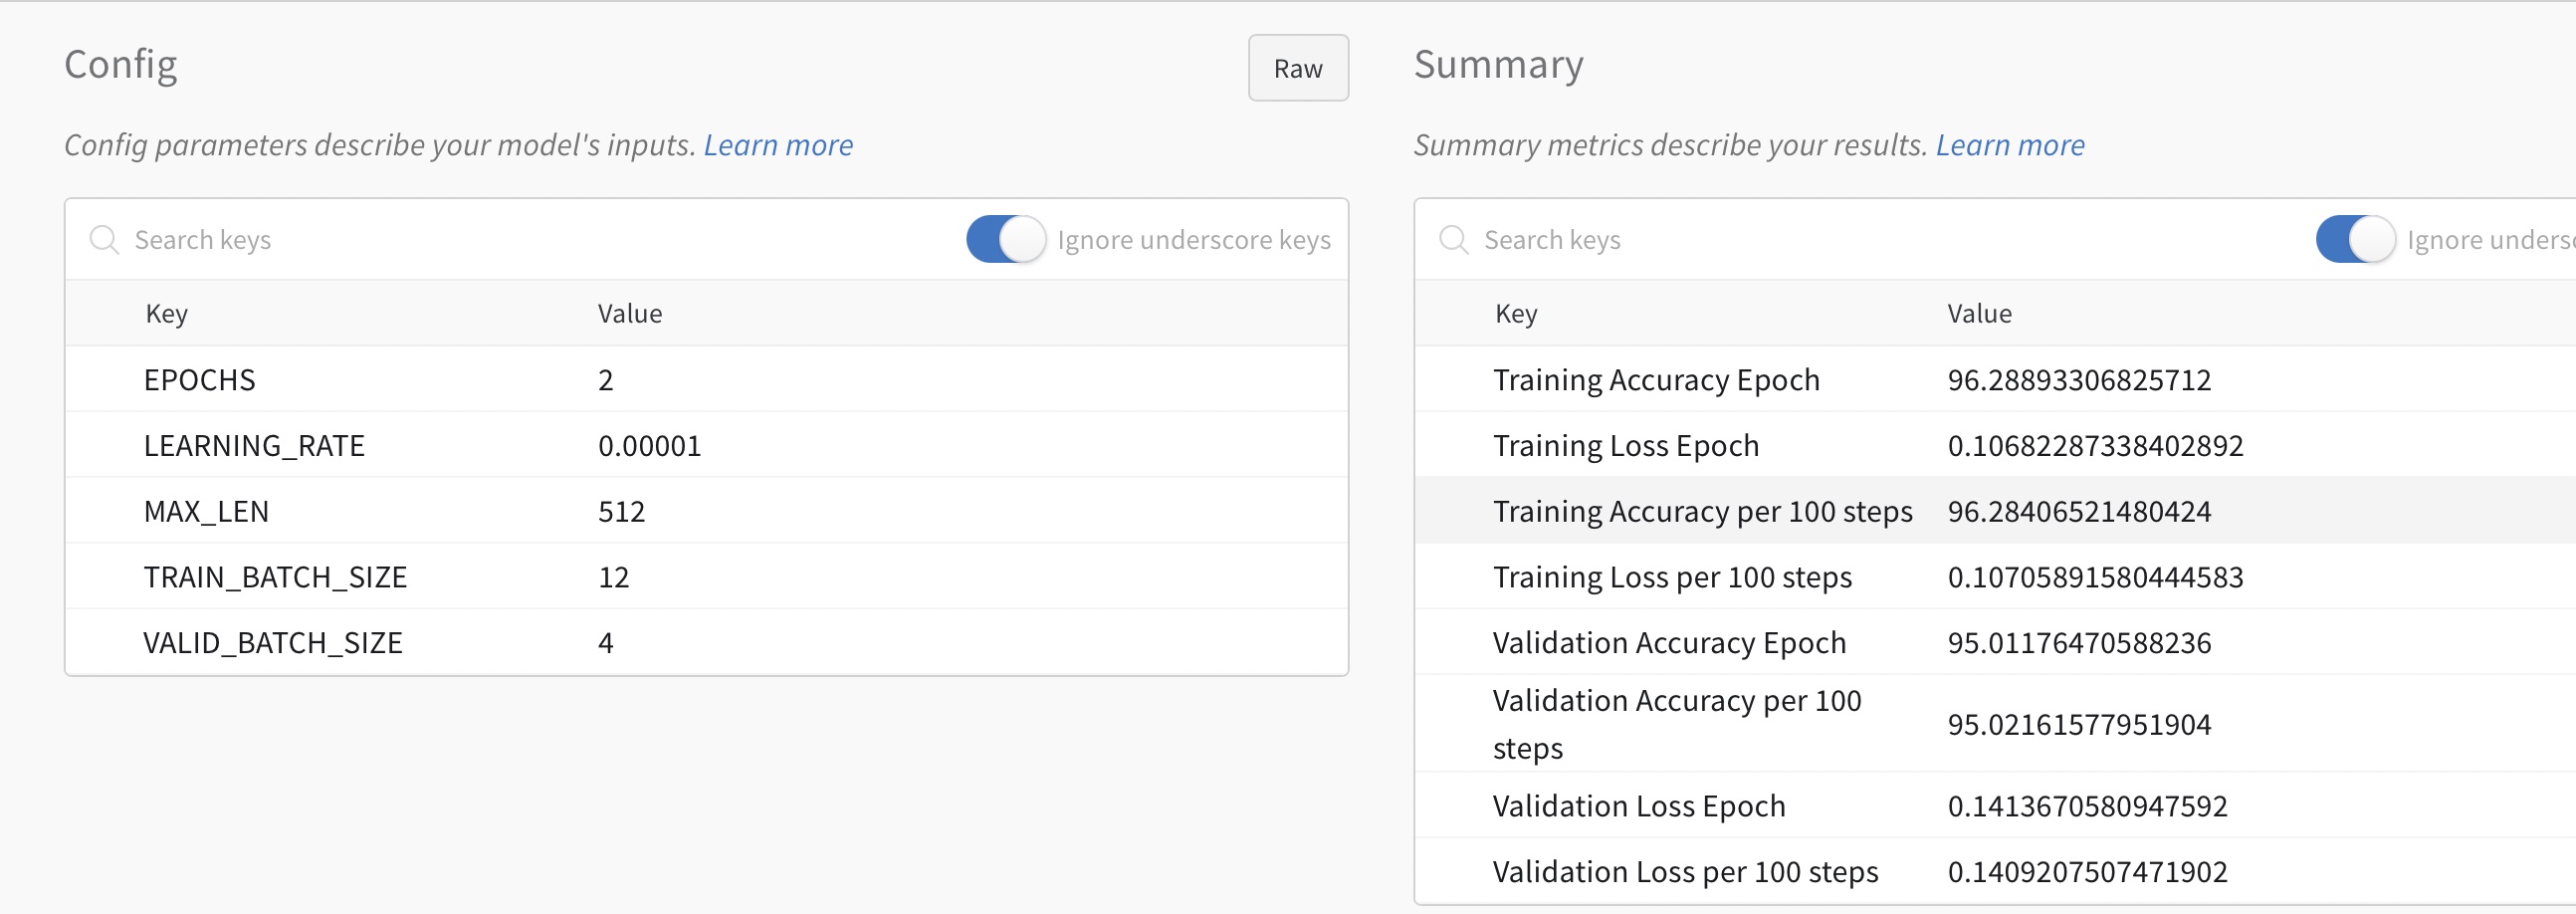 Config
Raw
Config parameters describe your model's inputs. Learn more
Search keys
Ignore underscore keys
Key Value
EPOCHS 2
LEARNING_RATE 0.00001
MAX_LEN 512
TRAIN_BATCH_SIZE 12
VALID_BATCH_SIZE 4
Summary
Summary metrics describe your results. Learn more
Search keys
Ignore
Key Value
Training Accuracy Epoch 96.28893306825712
Training Loss Epoch 0.10682287338402892
Training Accuracy per 100 steps 96.28406521480424
Training Loss per 100 steps 0.10705891580444583
Validation Accuracy Epoch 95.01176470588236
Validation Accuracy per 100
steps 95.02161577951904
Validation Loss Epoch 0.1413670580947592
Validation Loss per 100 steps 0.1409207507471902